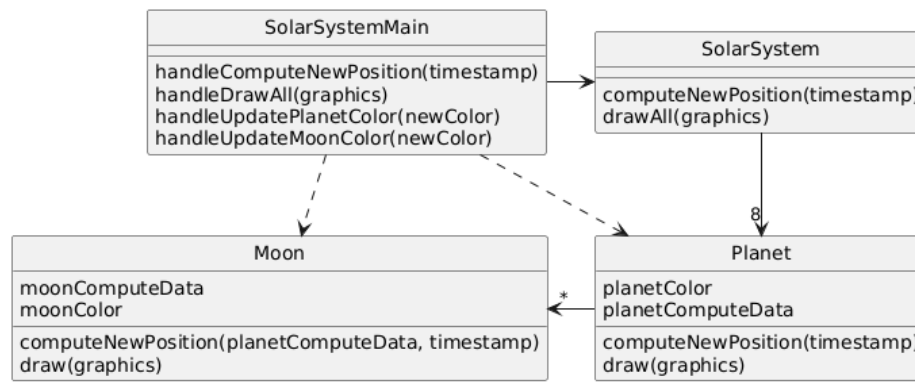 SolarSystemMain
handleComputeNewPosition(timestamp)
handleDrawAll(graphics)
handleUpdatePlanetColor(newColor)
handleUpdateMoonColor(newColor)
SolarSystem
computeNewPosition(timestamp)
drawAll(graphics)
8
Moon
moonComputeData
moonColor
computeNewPosition(planetComputeData, timestamp)
draw(graphics)
*
Planet
planetColor
planetComputeData
computeNewPosition(timestamp)
draw(graphics)